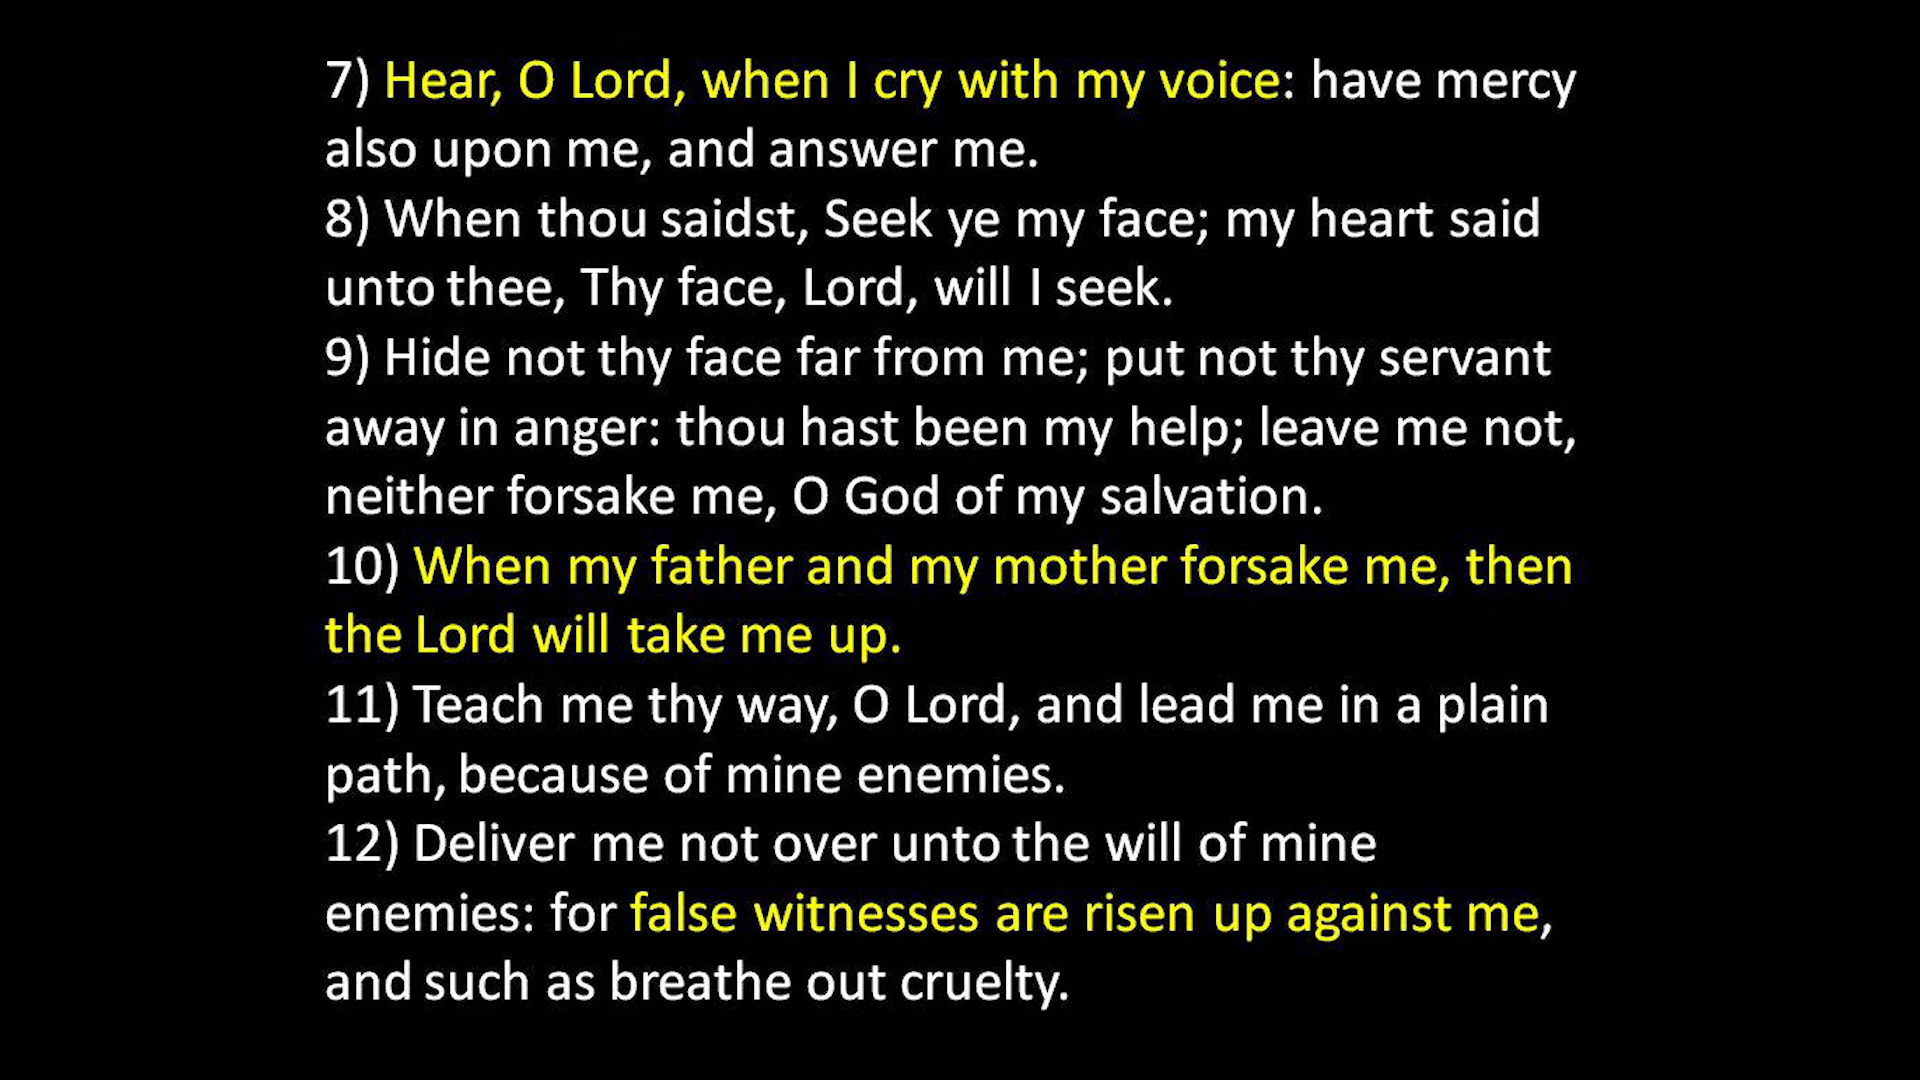 7) Hear, O Lord, when I cry with my voice: have mercy
also upon me, and answer me.
8) When thou saidst, Seek ye my face; my heart said
unto thee, Thy face, Lord, will I seek.
9) Hide not thy face far from me; put not thy servant
away in anger: thou hast been my help; leave me not,
neither forsake me, O God of my salvation.
10) When my father and my mother forsake me, then
the Lord will take me up.
11) Teach me thy way, O Lord, and lead me in a plain
path, because of mine enemies.
12) Deliver me not over unto the will of mine
enemies: for false witnesses are risen up against me,
and such as breathe out cruelty.